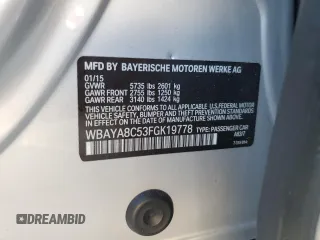 MFD BY BAYERISCHE MOTOREN WERKE AG
01/15
GVWR 5735 lbs 2601 kg
GAWR FRONT 2755 lbs 1250 kg
GAWR REAR 3140 lbs 1424 kg
THIS VEHICLE CONFORMS TO ALL
APPLICABLE FEDERAL MOTOR VEHICLE
SAFETY, BUMPER, AND THEFT PREVENTION
STANDARDS IN EFFECT ON THE DATE OF
MANUFACTURE SHOWN ABOVE.
WBAYA8C53FGK19778 TYPE: PASSENGER CAR
DREAMBID